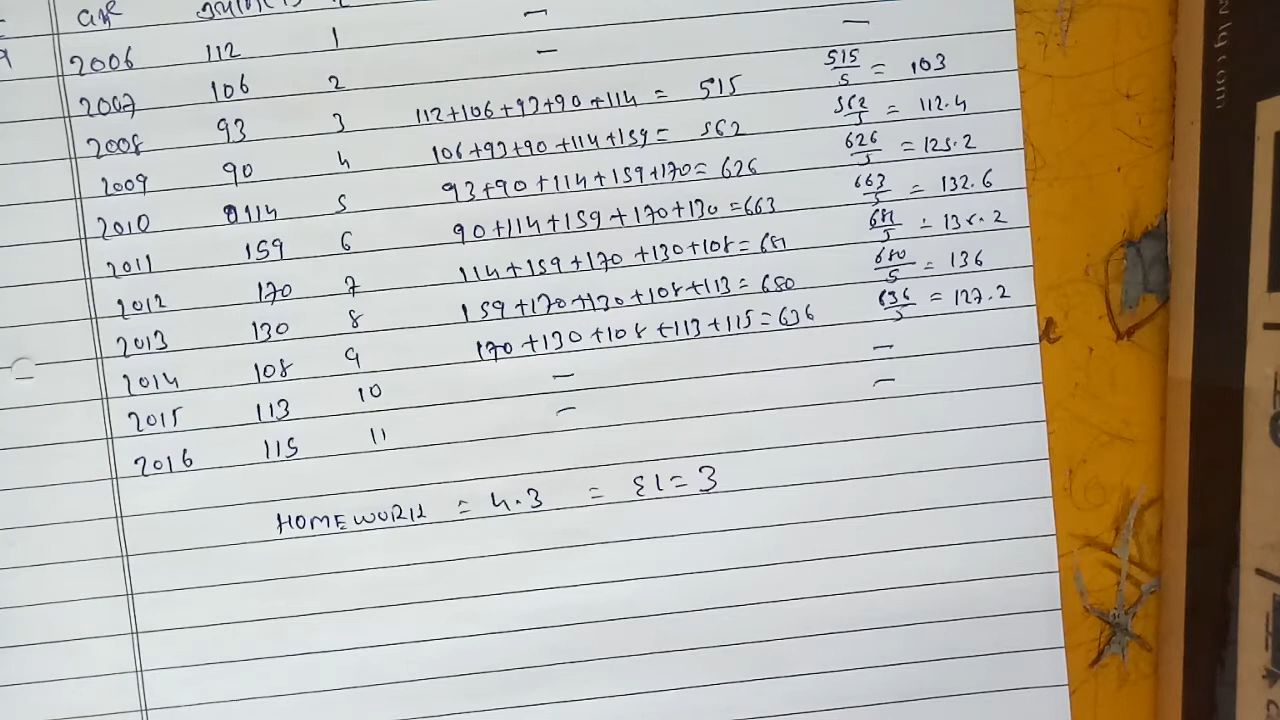 વર્ષ
2006 112 1 — —
2007 106 2 —
2008 93 3 112+106+93+90+114 = 515 515/5 = 103
2009 90 4 106+93+90+114+159= 562 562/5 = 112.4
2010 114 5 93+90+114+159+170= 626 626/5 = 125.2
2011 159 6 90+114+159+170+130=663 663/5 = 132.6
2012 170 7 114+159+170+130+108=681 681/5 = 136.2
2013 130 8 159+170+130+108+113=680 680/5 = 136
2014 108 9 170+130+108+113+115=636 636/5 = 127.2
2015 113 10 — —
2016 115 11 — —
HOMEWORK = 4.3 = દા=3